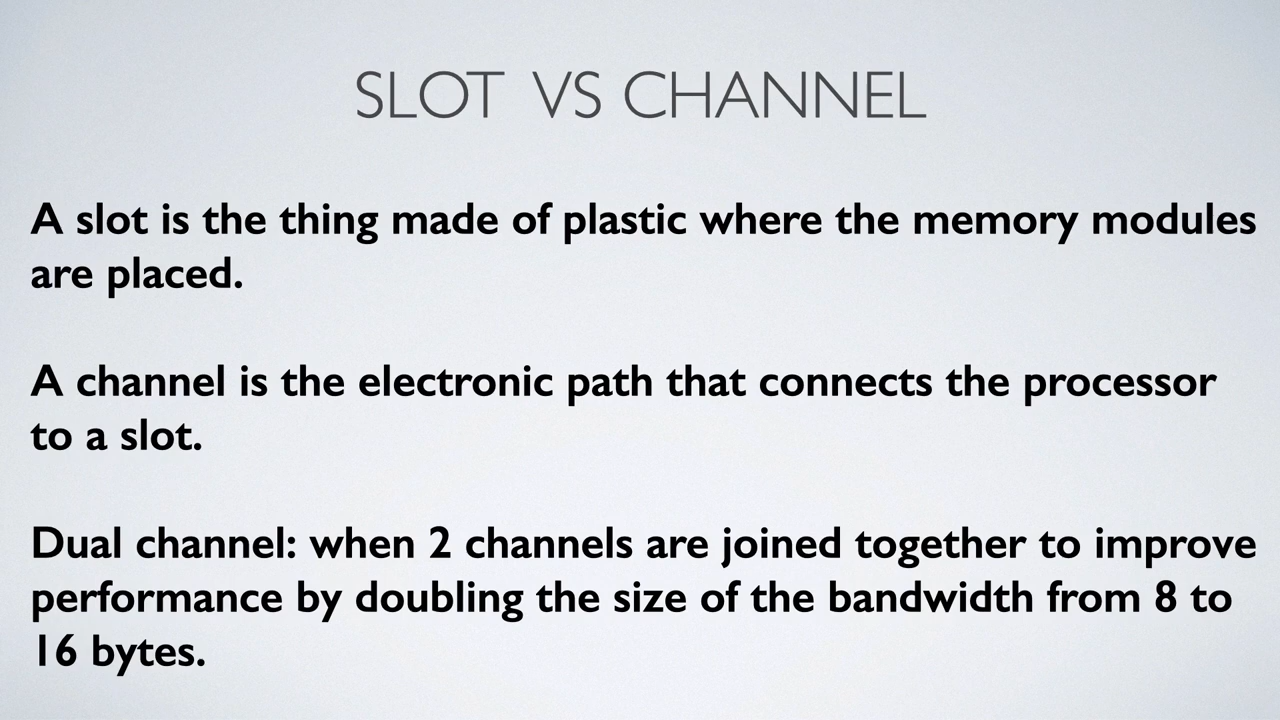 SLOT VS CHANNEL
A slot is the thing made of plastic where the memory modules
are placed.
A channel is the electronic path that connects the processor
to a slot.
Dual channel: when 2 channels are joined together to improve
performance by doubling the size of the bandwidth from 8 to
16 bytes.